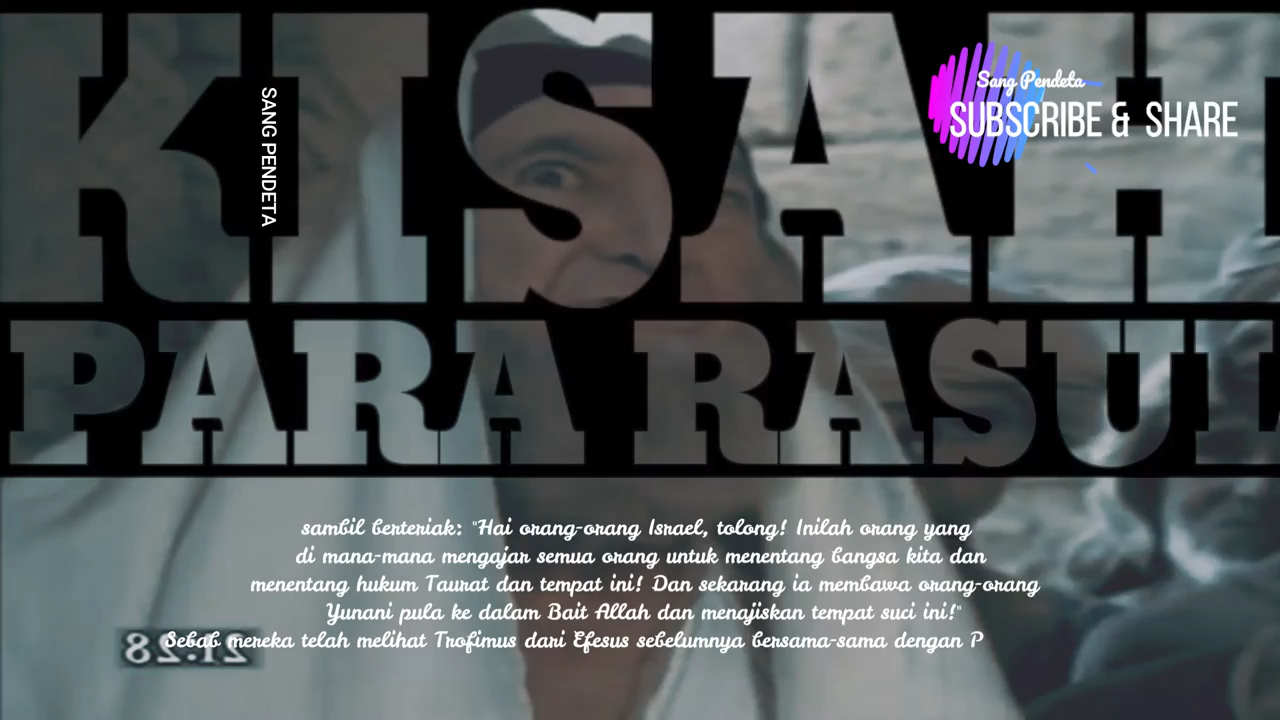 KISAH
PARA RASUL
SANG PENDETA
Sang Pendeta
SUBSCRIBE & SHARE
sambil berteriak: "Hai orang-orang Israel, tolong! Inilah orang yang
di mana-mana mengajar semua orang untuk menentang bangsa kita dan
menentang hukum Taurat dan tempat ini! Dan sekarang ia membawa orang-orang
Yunani pula ke dalam Bait Allah dan menajiskan tempat suci ini!"
Sebab mereka telah melihat Trofimus dari Efesus sebelumnya bersama-sama dengan P
21:28